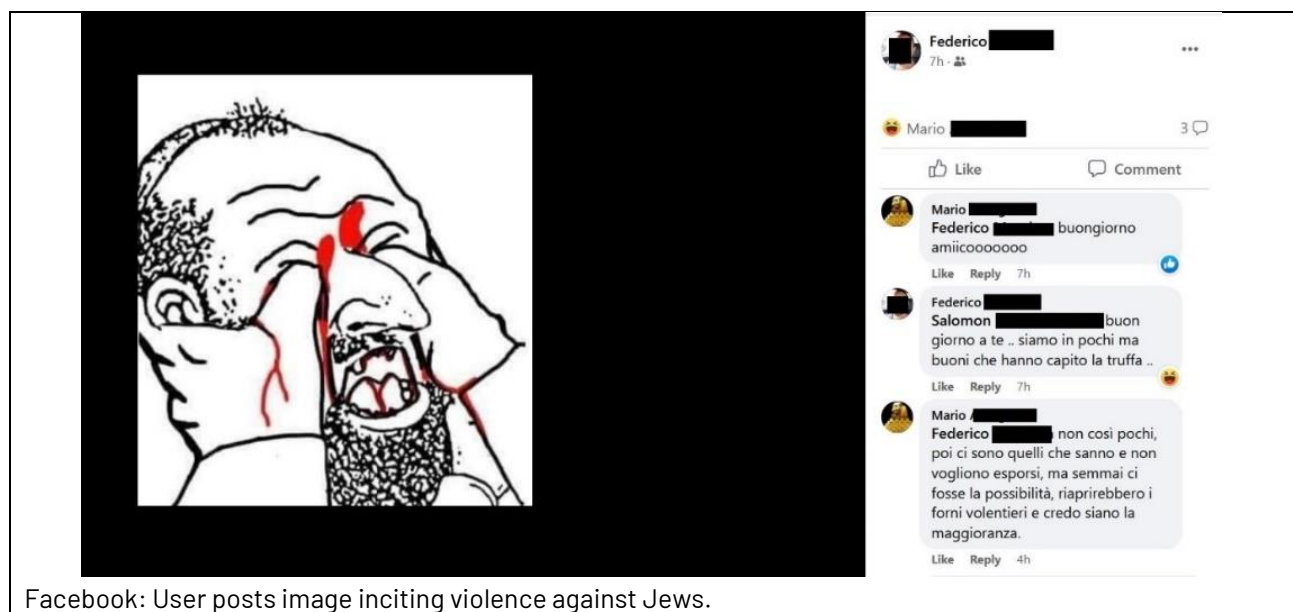 Federico
7h
Mario
3
Like Comment
Mario
Federico buongiorno
amiicooooooo
Like Reply 7h
Federico
Salomon buon
giorno a te .. siamo in pochi ma
buoni che hanno capito la truffa ..
Like Reply 7h
Mario
Federico non così pochi,
poi ci sono quelli che sanno e non
vogliono esporsi, ma semmai ci
fosse la possibilità, riaprirebbero i
forni volentieri e credo siano la
maggioranza.
Like Reply 4h
Facebook: User posts image inciting violence against Jews.